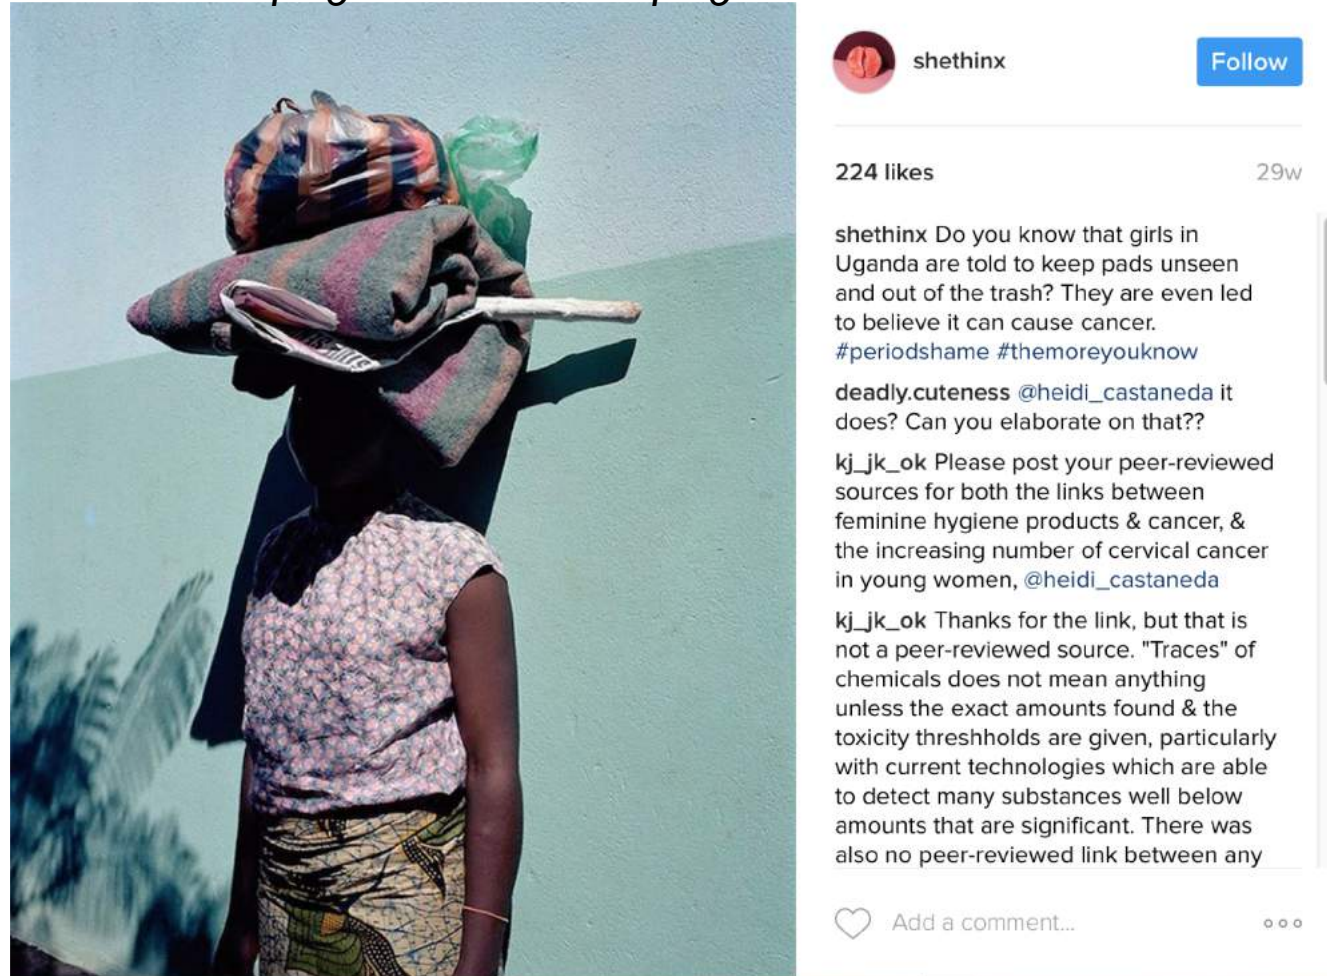 shethinx
Follow
224 likes
29w
shethinx Do you know that girls in
Uganda are told to keep pads unseen
and out of the trash? They are even led
to believe it can cause cancer.
#periodshame #themoreyouknow
deadly.cuteness @heidi_castaneda it
does? Can you elaborate on that??
kj_jk_ok Please post your peer-reviewed
sources for both the links between
feminine hygiene products & cancer, &
the increasing number of cervical cancer
in young women, @heidi_castaneda
kj_jk_ok Thanks for the link, but that is
not a peer-reviewed source. "Traces" of
chemicals does not mean anything
unless the exact amounts found & the
toxicity threshholds are given, particularly
with current technologies which are able
to detect many substances well below
amounts that are significant. There was
also no peer-reviewed link between any
Add a comment...